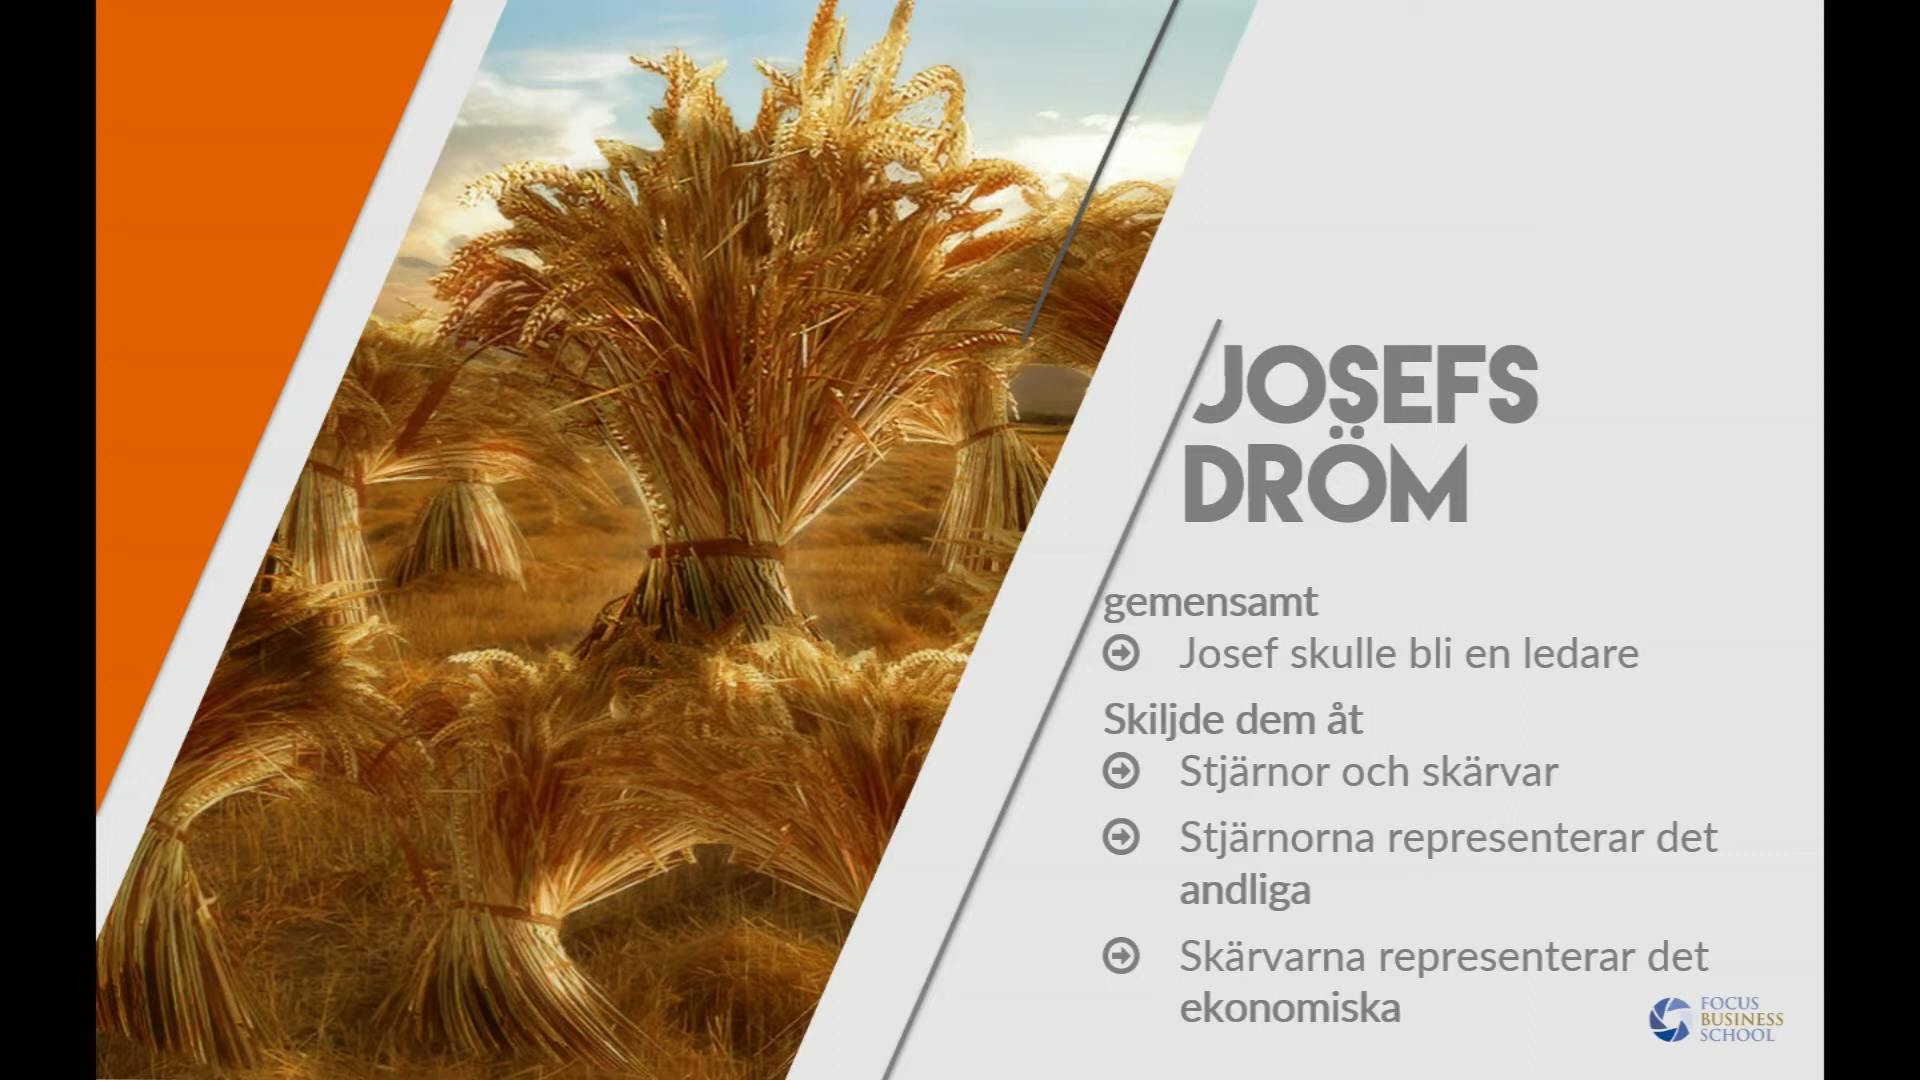 JOSEFS
DRÖM
gemensamt
Josef skulle bli en ledare
Skiljde dem åt
Stjärnor och skärvar
Stjärnorna representerar det
andliga
Skärvarna representerar det
ekonomiska
FOCUS
BUSINESS
SCHOOL